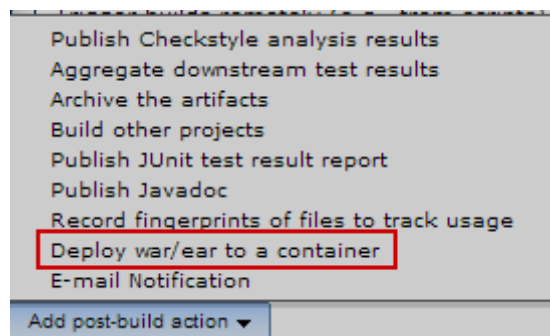 Publish Checkstyle analysis results
Aggregate downstream test results
Archive the artifacts
Build other projects
Publish JUnit test result report
Publish Javadoc
Record fingerprints of files to track usage
Deploy war/ear to a container
E-mail Notification
Add post-build action